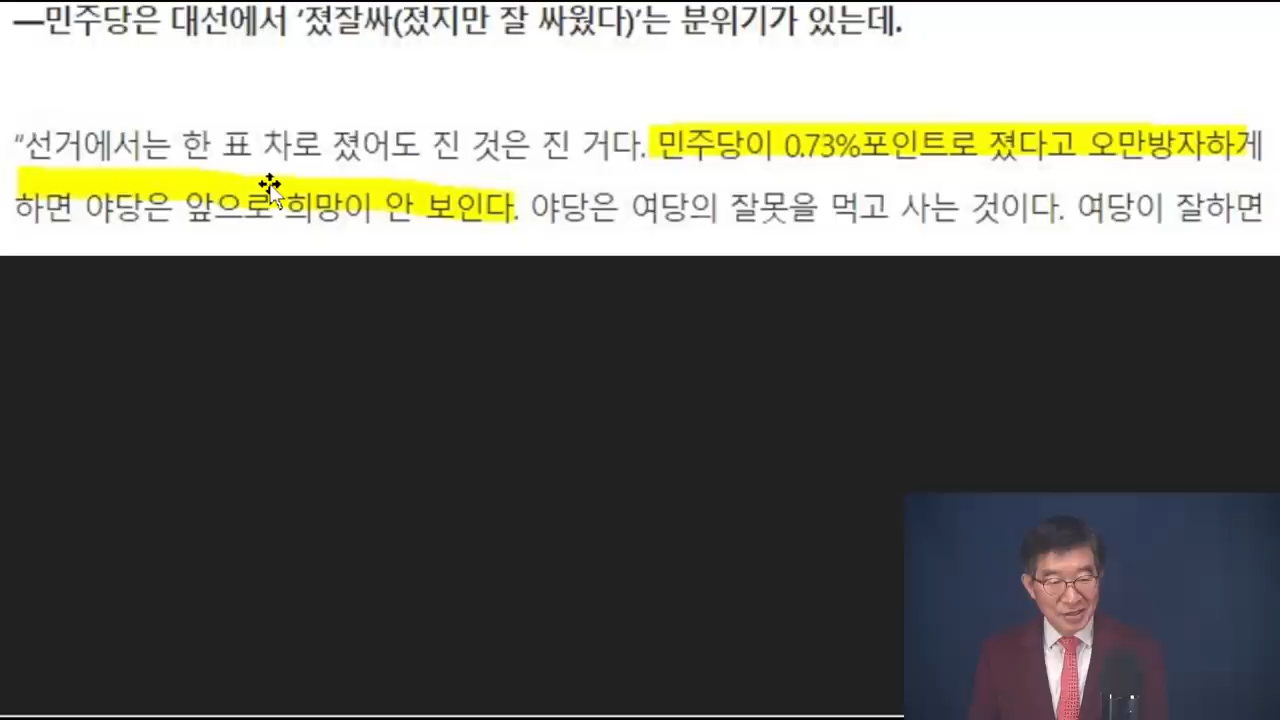 —민주당은 대선에서 ‘졌잘싸(졌지만 잘 싸웠다)’는 분위기가 있는데.
“선거에서는 한 표 차로 졌어도 진 것은 진 거다. 민주당이 0.73%포인트로 졌다고 오만방자하게
하면 야당은 앞으로 희망이 안 보인다. 야당은 여당의 잘못을 먹고 사는 것이다. 여당이 잘하면